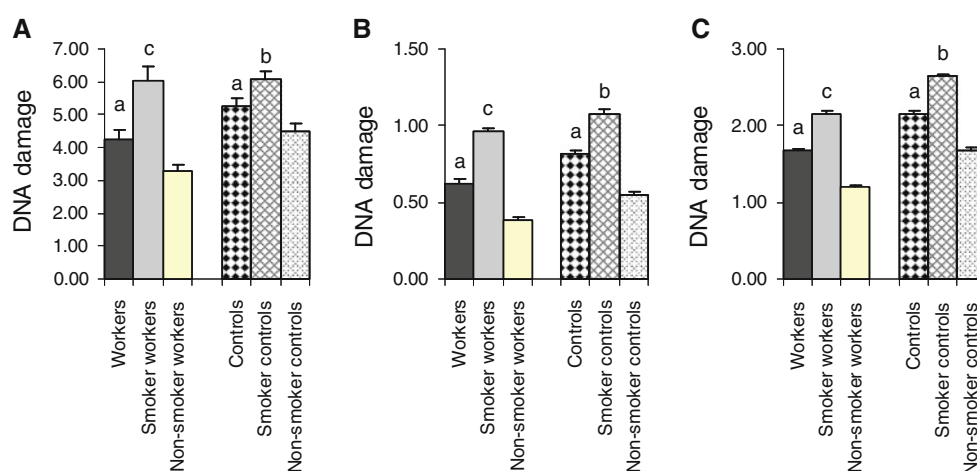 A
DNA damage
7.00
6.00
5.00
4.00
3.00
2.00
1.00
0.00
a
c
a
b
Workers
Smoker workers
Non-smoker workers
Controls
Smoker controls
Non-smoker controls
B
DNA damage
1.50
1.00
0.50
0.00
a
c
a
b
Workers
Smoker workers
Non-smoker workers
Controls
Smoker controls
Non-smoker controls
C
DNA damage
3.00
2.00
1.00
0.00
a
c
a
b
Workers
Smoker workers
Non-smoker workers
Controls
Smoker controls
Non-smoker controls